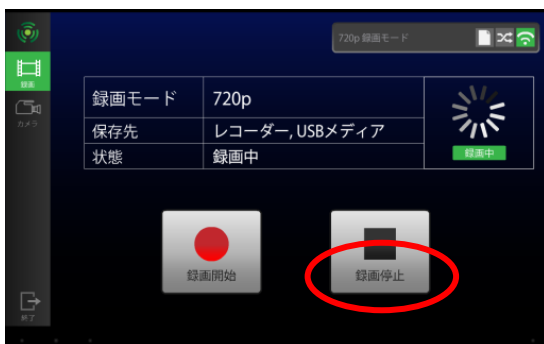 720p 録画モード
録画
カメラ
録画モード 720p
保存先 レコーダー, USBメディア
状態 録画中
録画中
録画開始
録画停止
終了